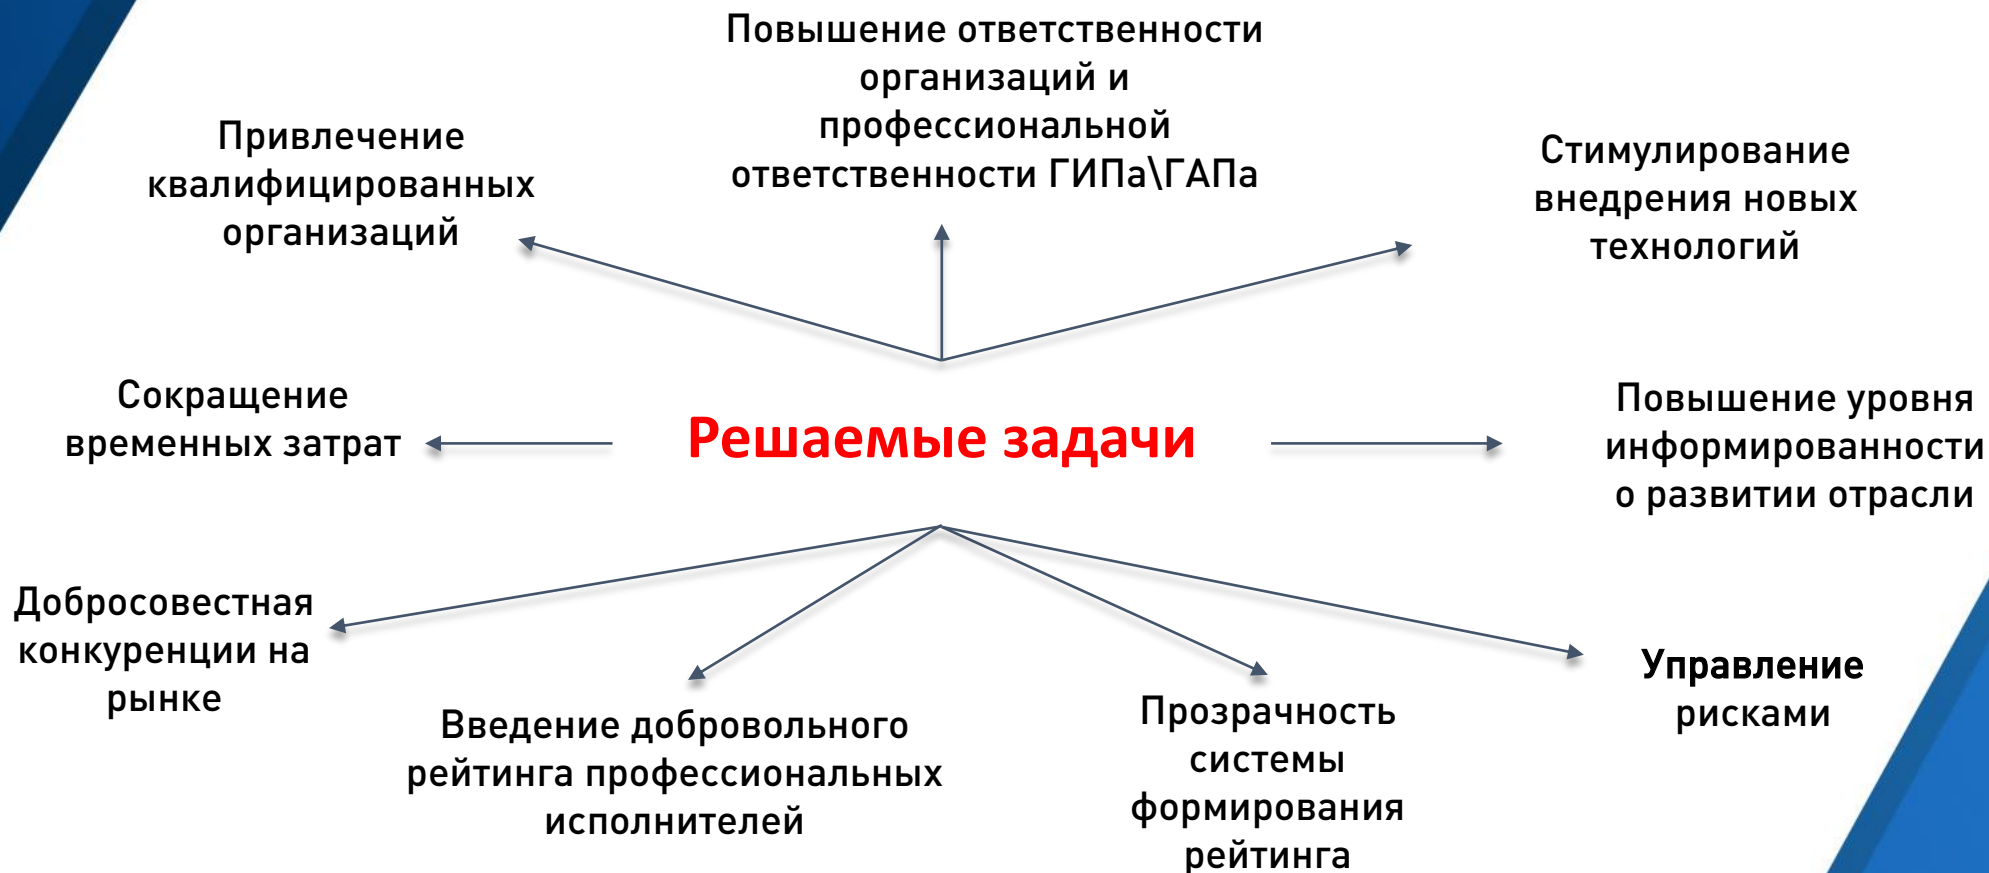 Повышение ответственности
организаций и
профессиональной
ответственности ГИПа\ГАПа
Привлечение
квалифицированных
организаций
Стимулирование
внедрения новых
технологий
Сокращение
временных затрат
Решаемые задачи
Повышение уровня
информированности
о развитии отрасли
Добросовестная
конкуренции на
рынке
Введение добровольного
рейтинга профессиональных
исполнителей
Прозрачность
системы
формирования
рейтинга
Управление
рисками